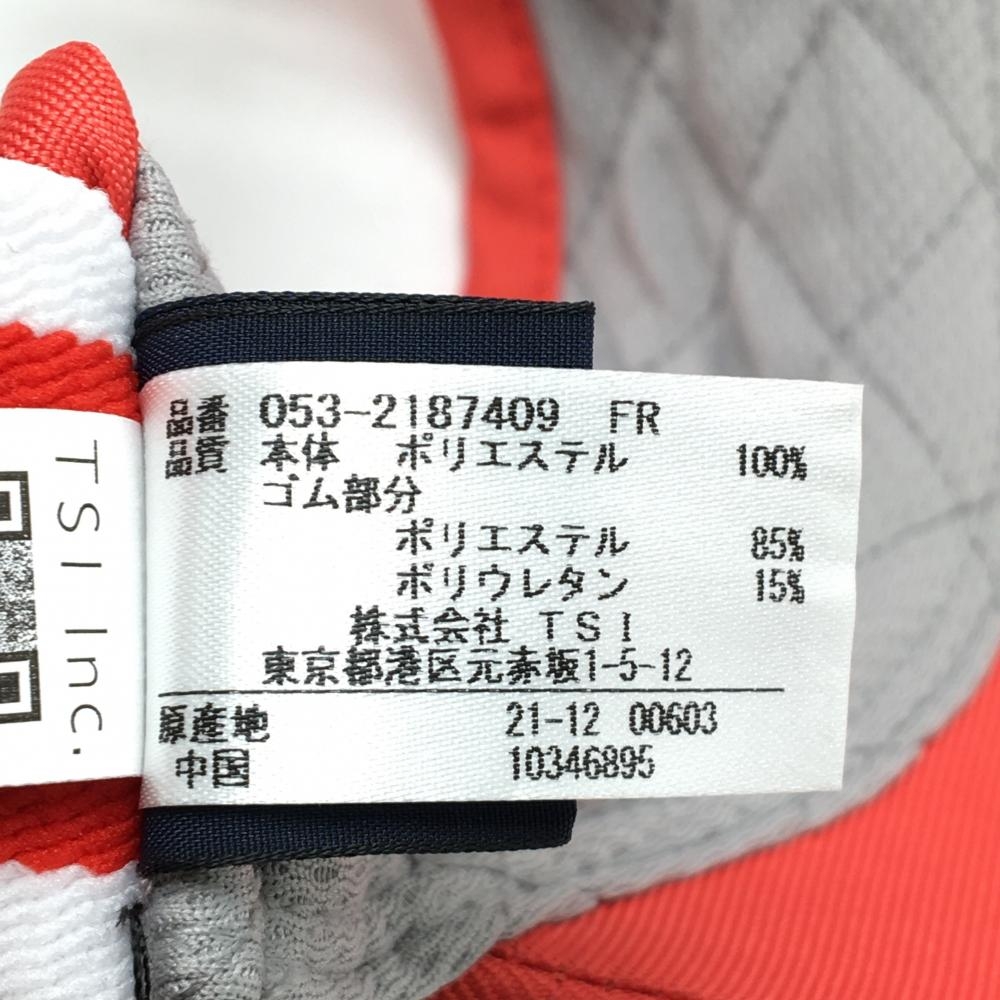 品番 053-2187409 FR
品質 本体 ポリエステル 100%
ゴム部分
ポリエステル 85%
ポリウレタン 15%
株式会社 TSI
東京都港区元赤坂1-5-12
原産地 21-12 00603
中国 10346895
TSI Inc.